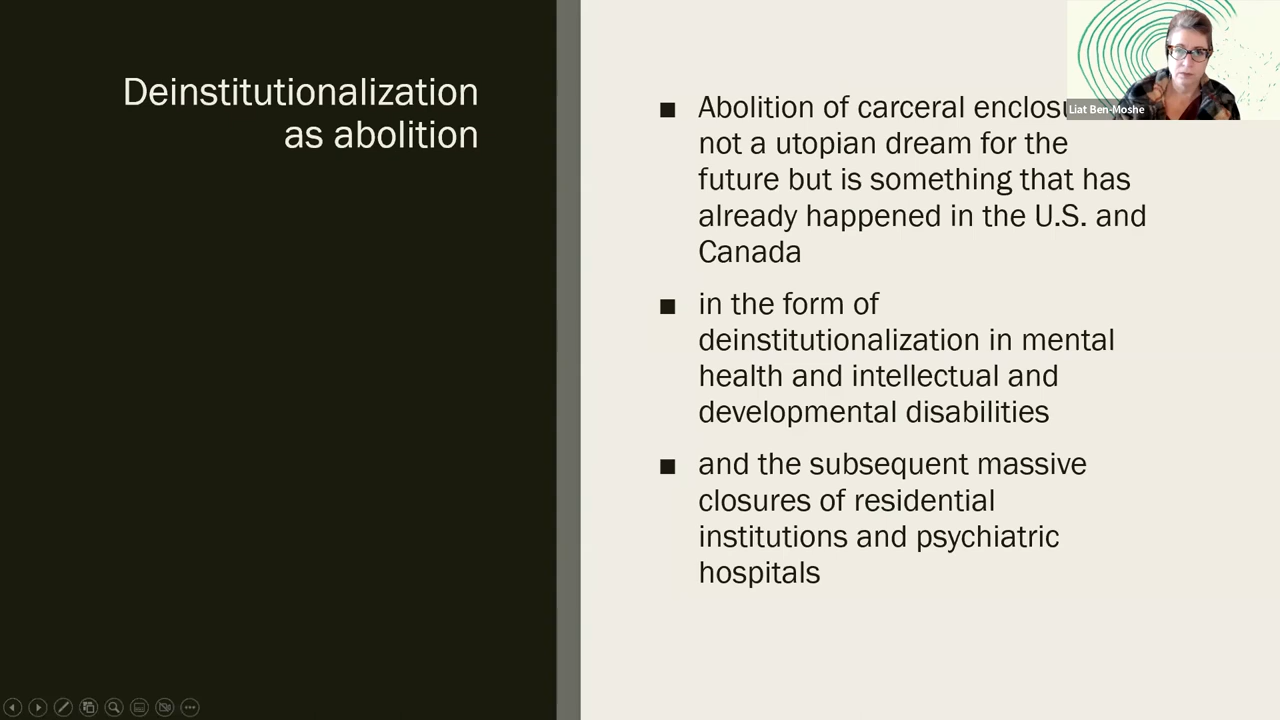 Deinstitutionalization
as abolition
■ Abolition of carceral
not a utopian dream for the
future but is something that has
already happened in the U.S. and
Canada
■ in the form of
deinstitutionalization in mental
health and intellectual and
developmental disabilities
■ and the subsequent massive
closures of residential
institutions and psychiatric
hospitals
Liat Ben-Moshe